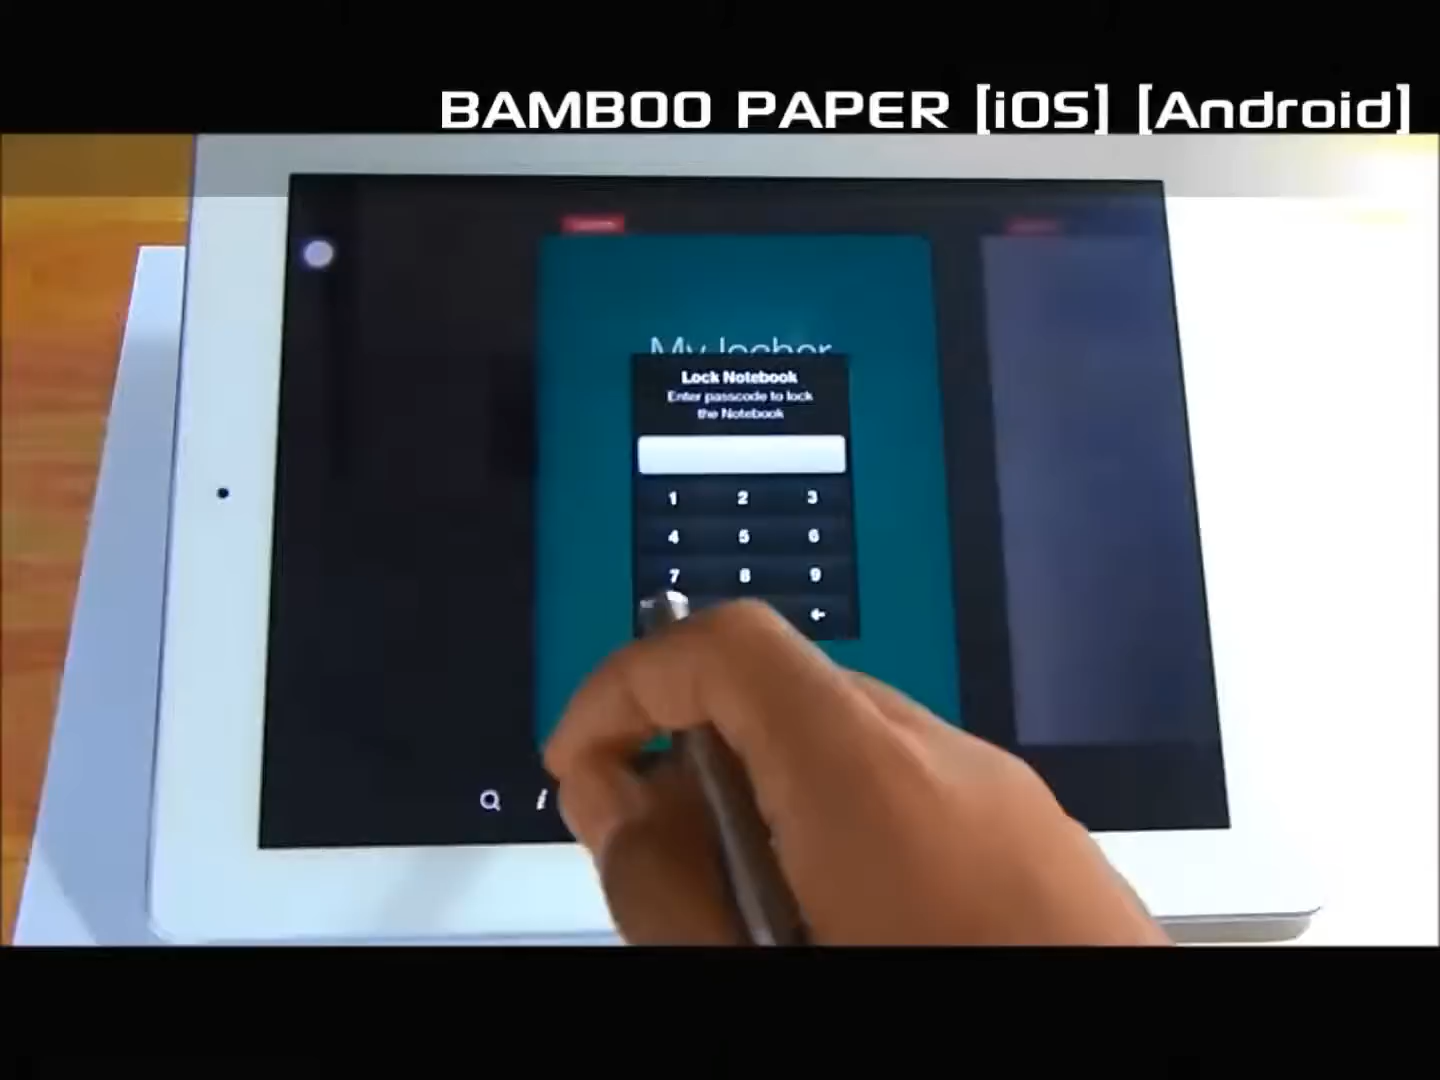 BAMBOO PAPER [iOS] [Android]
My
Lock Notebook
Enter passcode to lock
the Notebook
1 2 3
4 5 6
7 8 9